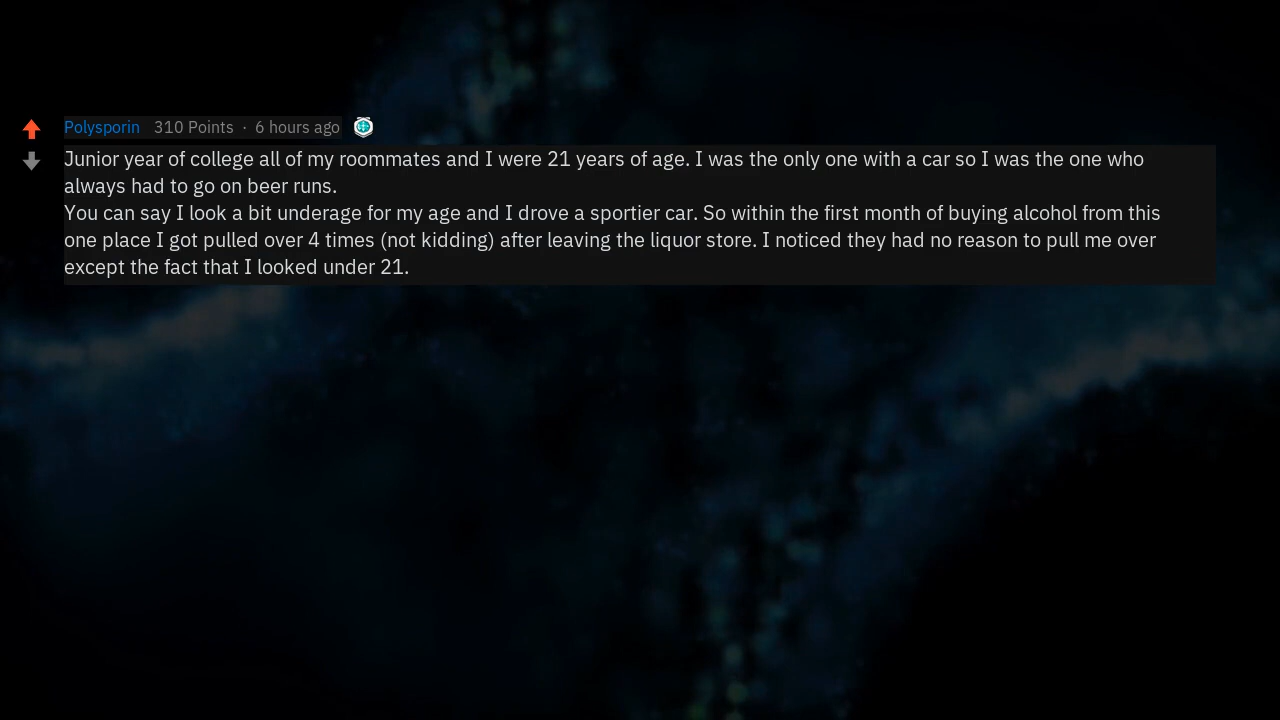 Polysporin 310 Points · 6 hours ago
Junior year of college all of my roommates and I were 21 years of age. I was the only one with a car so I was the one who
always had to go on beer runs.
You can say I look a bit underage for my age and I drove a sportier car. So within the first month of buying alcohol from this
one place I got pulled over 4 times (not kidding) after leaving the liquor store. I noticed they had no reason to pull me over
except the fact that I looked under 21.